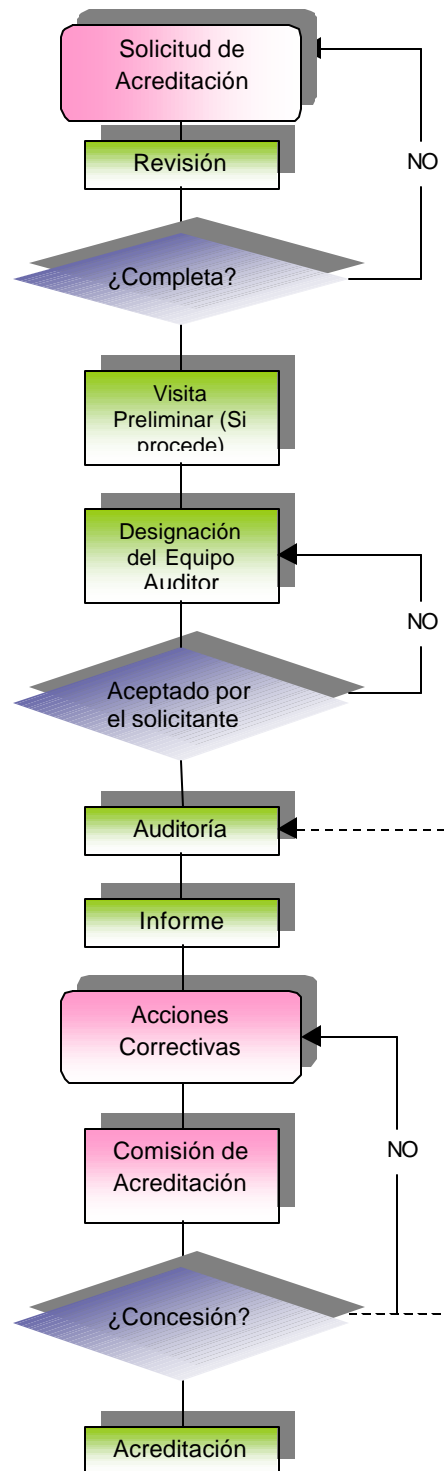 Solicitud de
Acreditación
NO
Revisión
¿Completa?
Visita
Preliminar (Si
procede)
Designación
del Equipo
Auditor
NO
Aceptado por
el solicitante
Auditoría
Informe
Acciones
Correctivas
Comisión de
Acreditación
NO
¿Concesión?
Acreditación